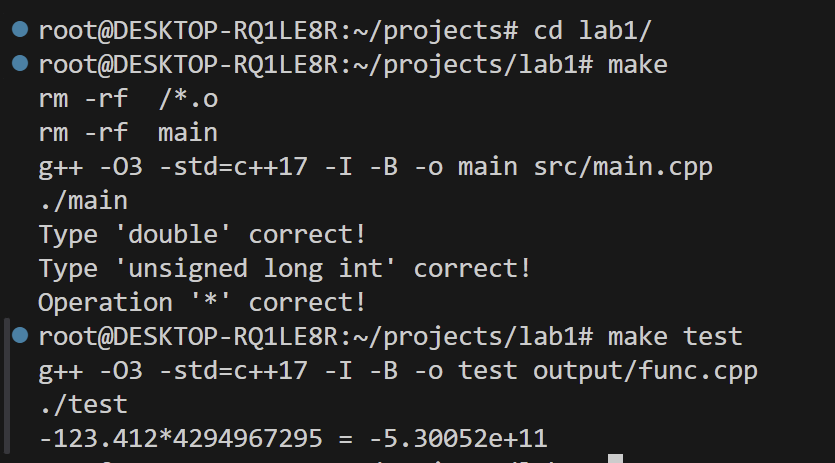 root@DESKTOP-RQ1LE8R:~/projects# cd lab1/
root@DESKTOP-RQ1LE8R:~/projects/lab1# make
rm -rf  /*.o
rm -rf  main
g++ -O3 -std=c++17 -I -B -o main src/main.cpp
./main
Type 'double' correct!
Type 'unsigned long int' correct!
Operation '*' correct!
root@DESKTOP-RQ1LE8R:~/projects/lab1# make test
g++ -O3 -std=c++17 -I -B -o test output/func.cpp
./test
-123.412*4294967295 = -5.30052e+11